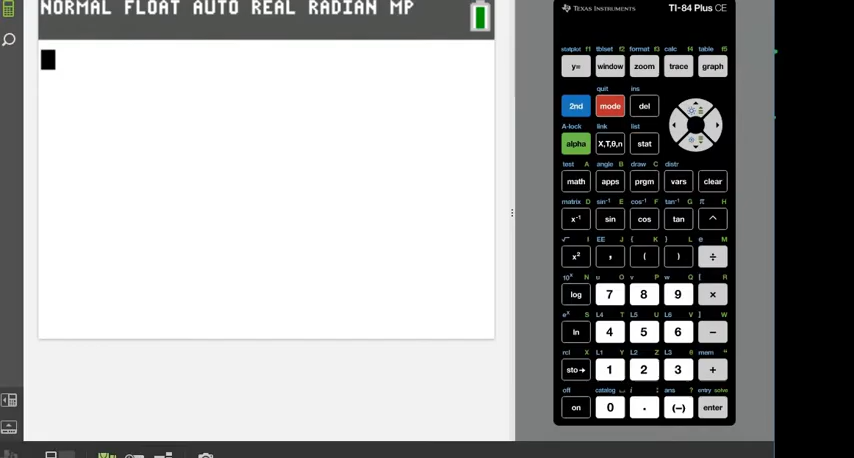 NORMAL FLOAT AUTO REAL RADIAN MP
TEXAS INSTRUMENTS TI-84 Plus CE
statplot f1 tblset f2 format f3 calc f4 table f5
y= window zoom trace graph
quit ins
2nd mode del
A-lock link list
alpha X,T,θ,n stat
test A angle B draw C distr
math apps prgm vars clear
matrix D sin⁻¹ E cos⁻¹ F tan⁻¹ G π H
x⁻¹ sin cos tan ^
√ I EE J { K } L e M
x² , ( ) ÷
10ˣ N u O v P w Q [ R
log 7 8 9 ×
eˣ S L4 T L5 U L6 V ] W
ln 4 5 6 −
rcl X L1 Y L2 Z L3 θ mem "
sto→ 1 2 3 +
off catalog i : ans ? entry solve
on 0 . (−) enter